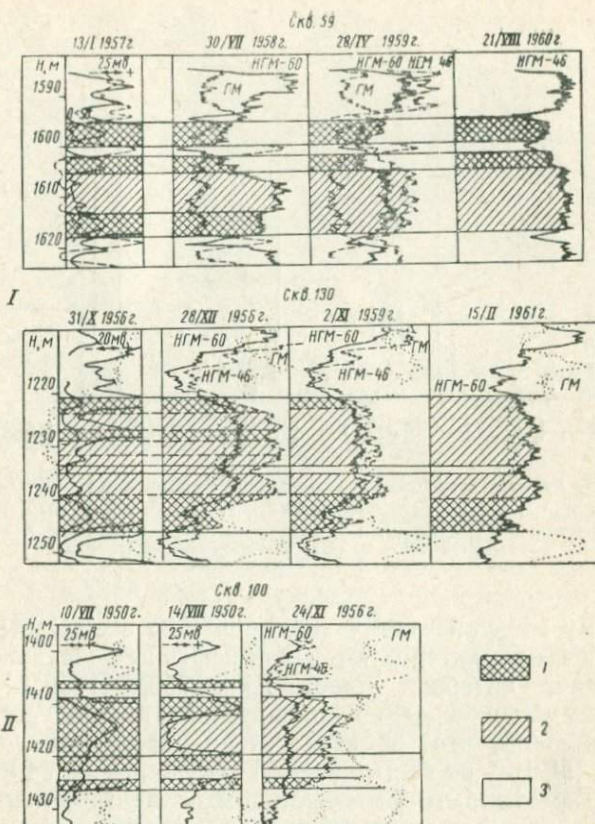 Скв. 59
13/I 1957г. 30/VII 1958г. 28/IV 1959г. 21/VIII 1960г.
Н, м 25мв НГМ-60 НГМ-60 НГМ 46 НГМ-46
ГМ ГМ
1590
1600
1610
1620
I
Скв. 130
31/X 1956г. 28/XII 1956г. 2/XI 1959г. 15/II 1961г.
Н, м 20мв НГМ-60 НГМ-60
ГМ ГМ
НГМ-46 НГМ-46 НГМ-60 ГМ
1220
1230
1240
1250
Скв. 100
10/VII 1950г. 14/VIII 1950г. 24/XI 1956г.
Н, м 25мв 25мв НГМ-60 ГМ
1400
НГМ-46
1410
1420
1430
II
1
2
3